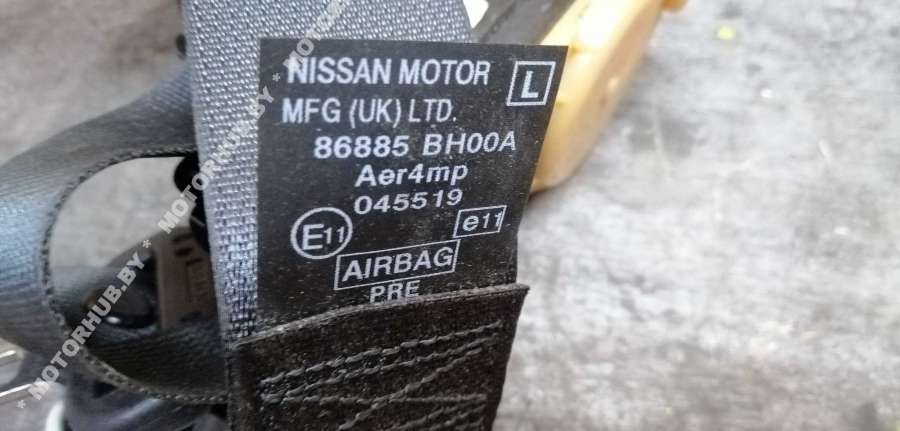 NISSAN MOTOR L
MFG (UK) LTD.
86885 BH00A
Aer4mp
045519
E11 e11
AIRBAG
PRE
* MOTORHUB.BY * MOTORHUB.BY * MOTORHUB.BY *